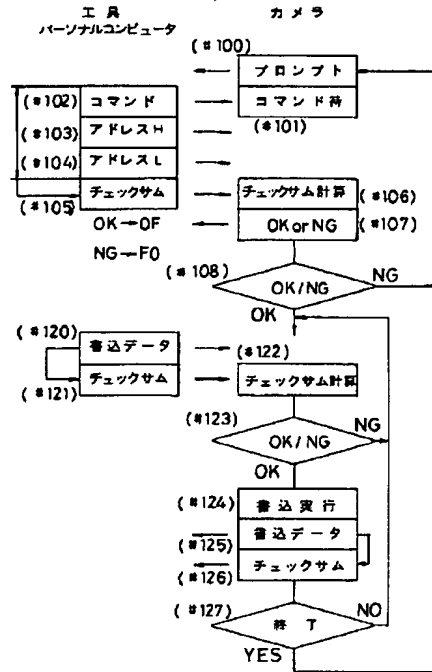 工具 カメラ
パーソナルコンピュータ
(#100)
プロンプト
(#102) コマンド コマンド待
(#101)
(#103) アドレスH
(#104) アドレスL
(#105) チェックサム チェックサム計算 (#106)
OK→0F OKorNG (#107)
NG→F0
(#108) OK/NG NG
OK
(#120) 書込データ (#122)
(#121) チェックサム チェックサム計算
(#123) OK/NG NG
OK
(#124) 書込実行
(#125) 書込データ
(#126) チェックサム
(#127) 終了 NO
YES